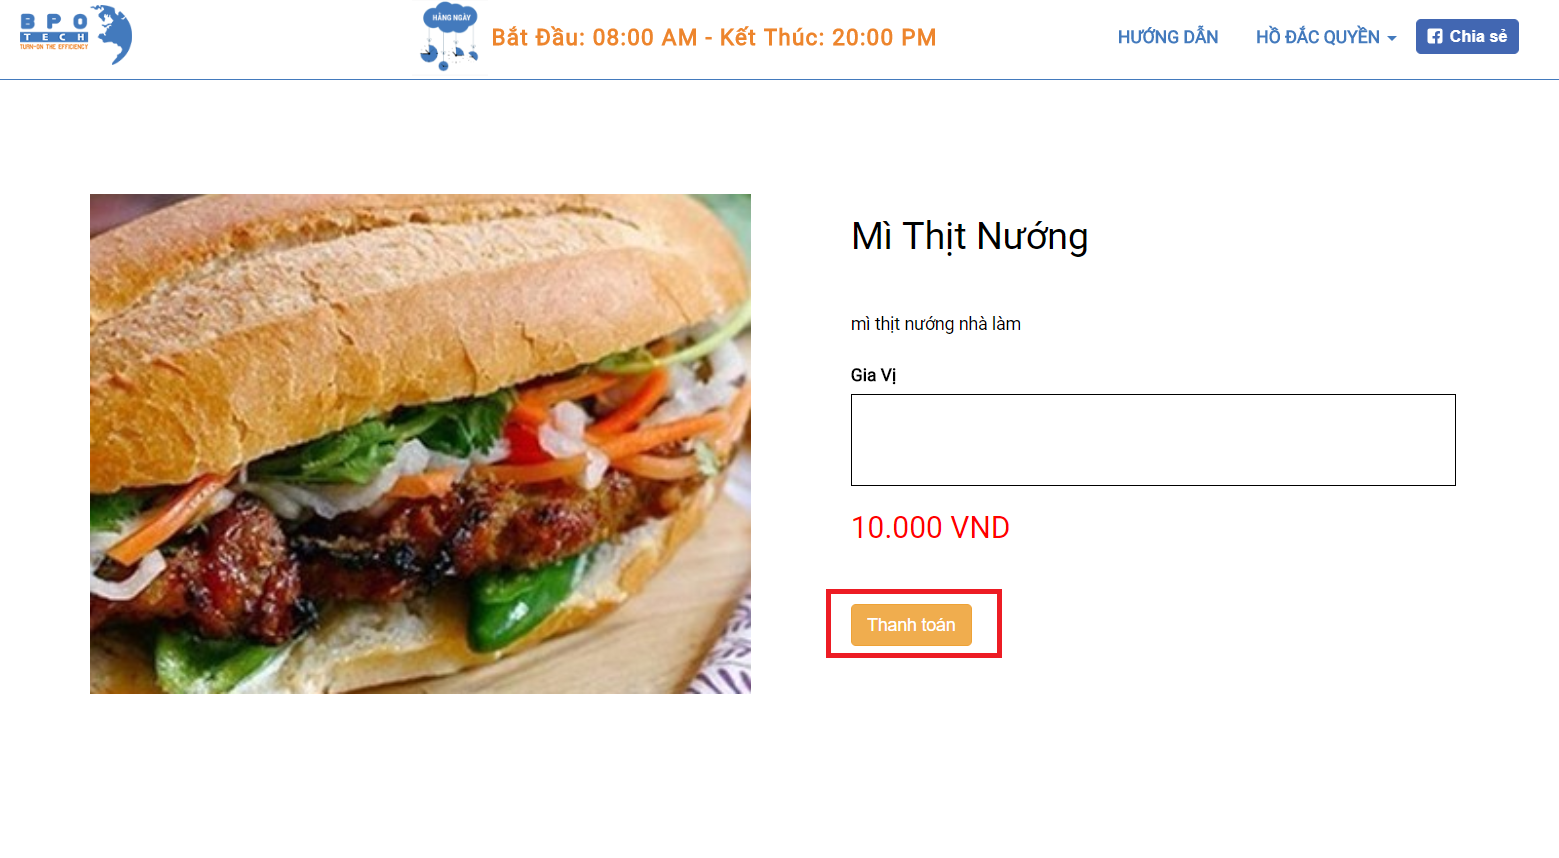 BPO
TECH
TURN-ON THE EFFICIENCY
HẰNG NGÀY
Bắt Đầu: 08:00 AM - Kết Thúc: 20:00 PM
HƯỚNG DẪN
HỒ ĐẮC QUYỀN
Chia sẻ
Mì Thịt Nướng
mì thịt nướng nhà làm
Gia Vị
10.000 VND
Thanh toán